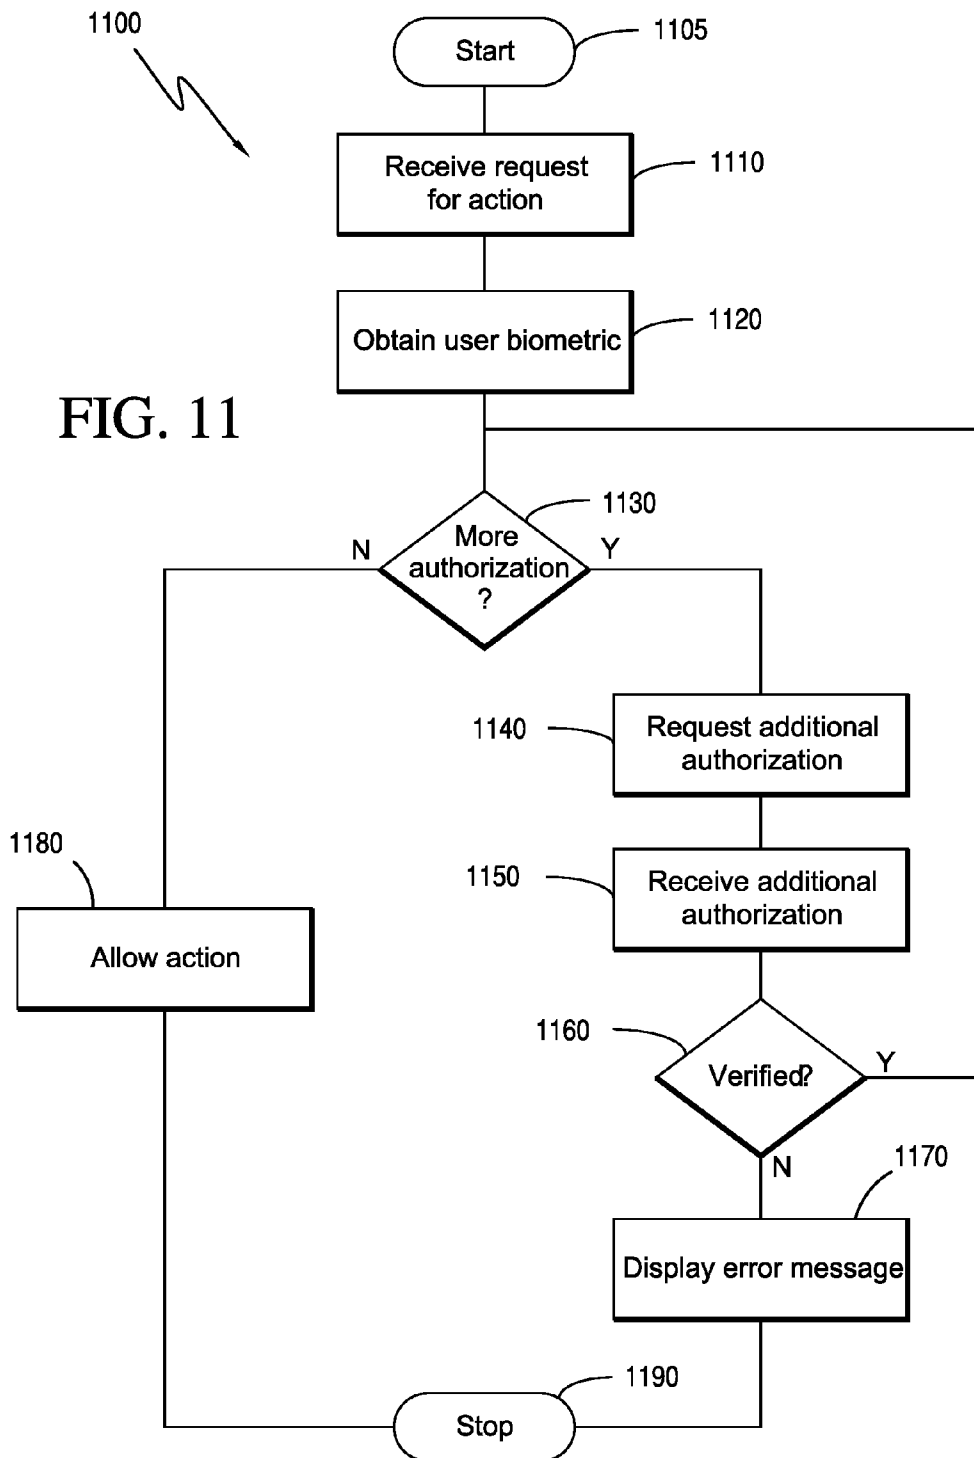 1100
Start
1105
Receive request
for action
1110
Obtain user biometric
1120
FIG. 11
1130
More
authorization
?
N
Y
1140
Request additional
authorization
1150
Receive additional
authorization
1180
Allow action
1160
Verified?
Y
N
1170
Display error message
1190
Stop